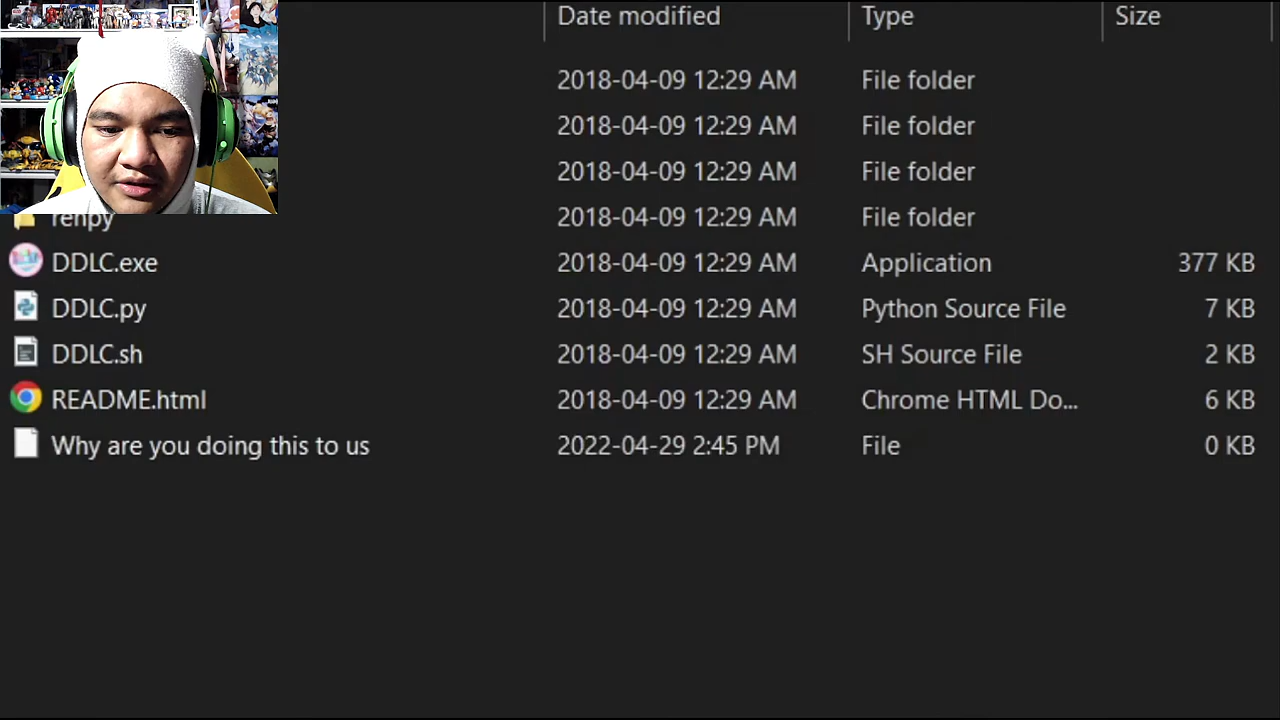 Date modified Type Size
2018-04-09 12:29 AM File folder
2018-04-09 12:29 AM File folder
2018-04-09 12:29 AM File folder
renpy 2018-04-09 12:29 AM File folder
DDLC.exe 2018-04-09 12:29 AM Application 377 KB
DDLC.py 2018-04-09 12:29 AM Python Source File 7 KB
DDLC.sh 2018-04-09 12:29 AM SH Source File 2 KB
README.html 2018-04-09 12:29 AM Chrome HTML Do... 6 KB
Why are you doing this to us 2022-04-29 2:45 PM File 0 KB